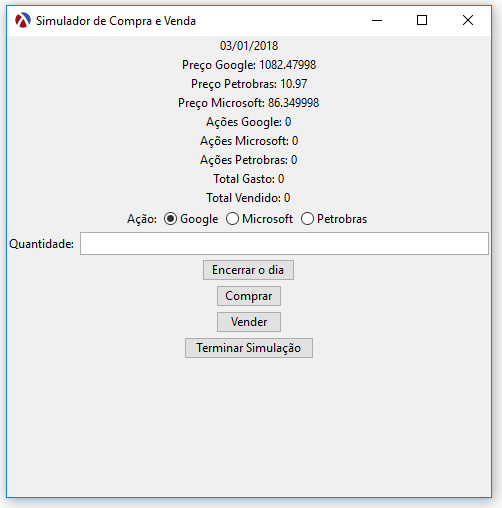 Simulador de Compra e Venda
03/01/2018
Preço Google: 1082.47998
Preço Petrobras: 10.97
Preço Microsoft: 86.349998
Ações Google: 0
Ações Microsoft: 0
Ações Petrobras: 0
Total Gasto: 0
Total Vendido: 0
Ação: Google Microsoft Petrobras
Quantidade:
Encerrar o dia
Comprar
Vender
Terminar Simulação